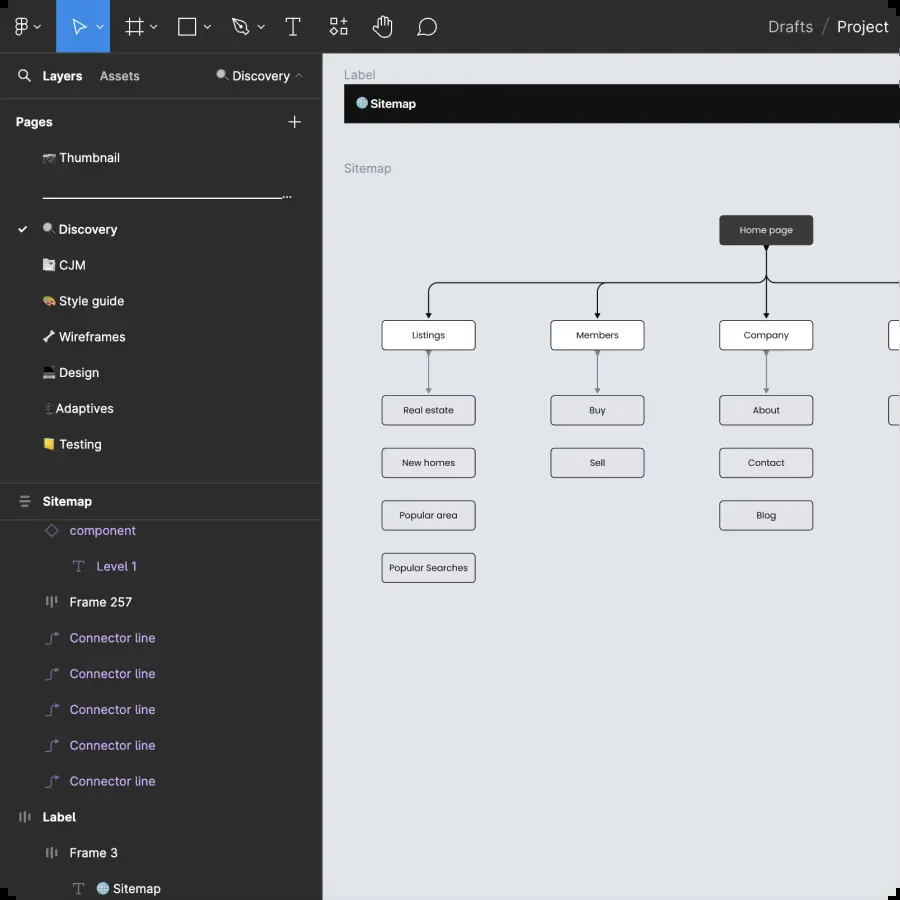 Drafts / Project
Layers Assets Discovery
Pages
Thumbnail
Discovery
CJM
Style guide
Wireframes
Design
Adaptives
Testing
Sitemap
component
Level 1
Frame 257
Connector line
Connector line
Connector line
Connector line
Connector line
Label
Frame 3
Sitemap
Label
Sitemap
Sitemap
Home page
Listings Members Company
Real estate Buy About
New homes Sell Contact
Popular area Blog
Popular Searches